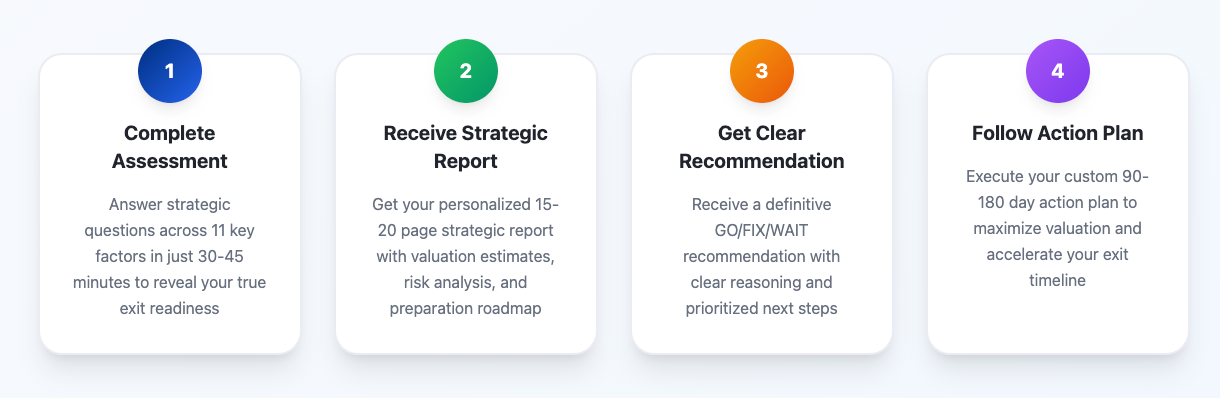 1
Complete
Assessment
Answer strategic
questions across 11 key
factors in just 30-45
minutes to reveal your true
exit readiness
2
Receive Strategic
Report
Get your personalized 15-
20 page strategic report
with valuation estimates,
risk analysis, and
preparation roadmap
3
Get Clear
Recommendation
Receive a definitive
GO/FIX/WAIT
recommendation with
clear reasoning and
prioritized next steps
4
Follow Action Plan
Execute your custom 90-
180 day action plan to
maximize valuation and
accelerate your exit
timeline